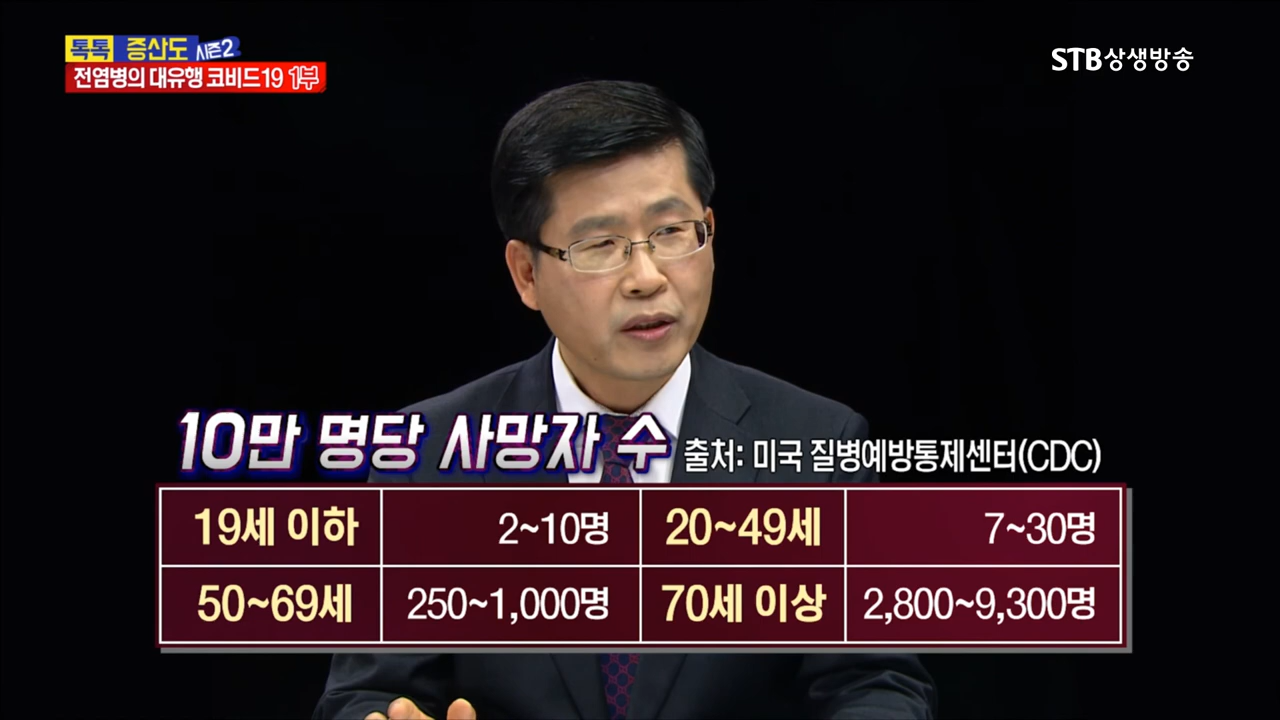 톡톡 증산도 시즌2
전염병의 대유행 코비드19 1부
STB상생방송
10만 명당 사망자 수 출처: 미국 질병예방통제센터(CDC)
19세 이하 2~10명 20~49세 7~30명
50~69세 250~1,000명 70세 이상 2,800~9,300명